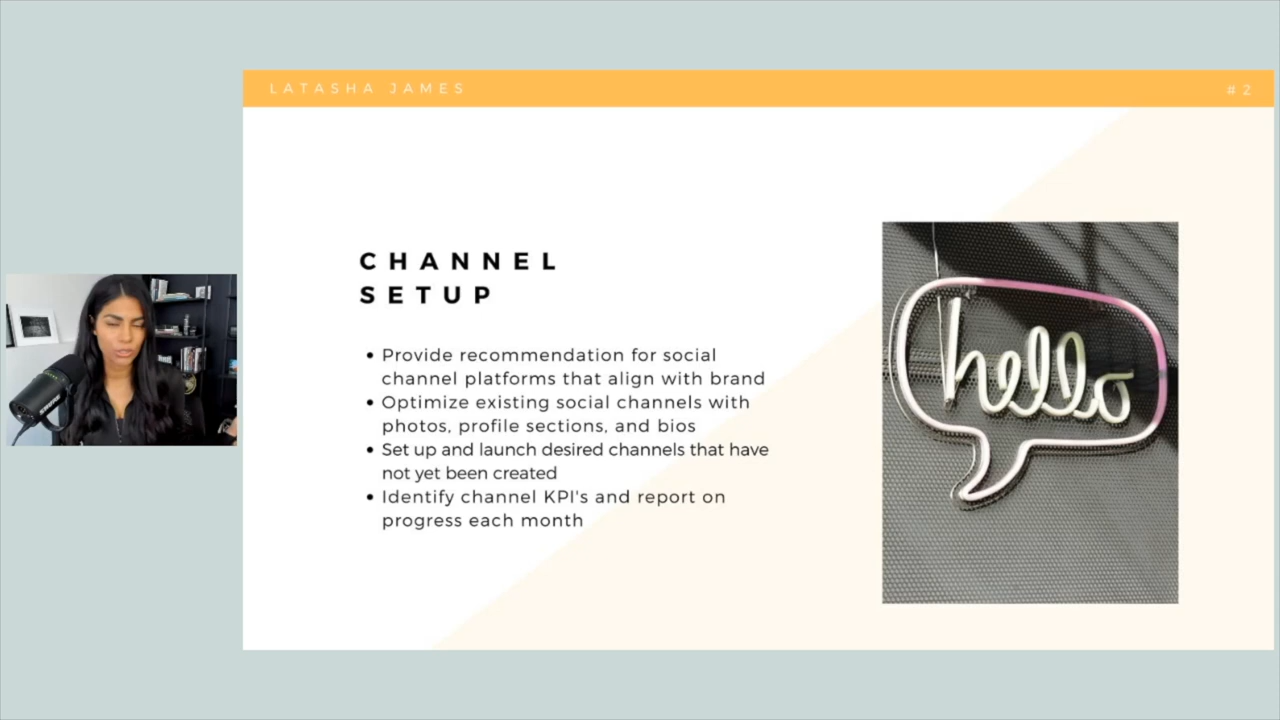 LATASHA JAMES
#2
CHANNEL
SETUP
• Provide recommendation for social
channel platforms that align with brand
• Optimize existing social channels with
photos, profile sections, and bios
• Set up and launch desired channels that have
not yet been created
• Identify channel KPI's and report on
progress each month
hello